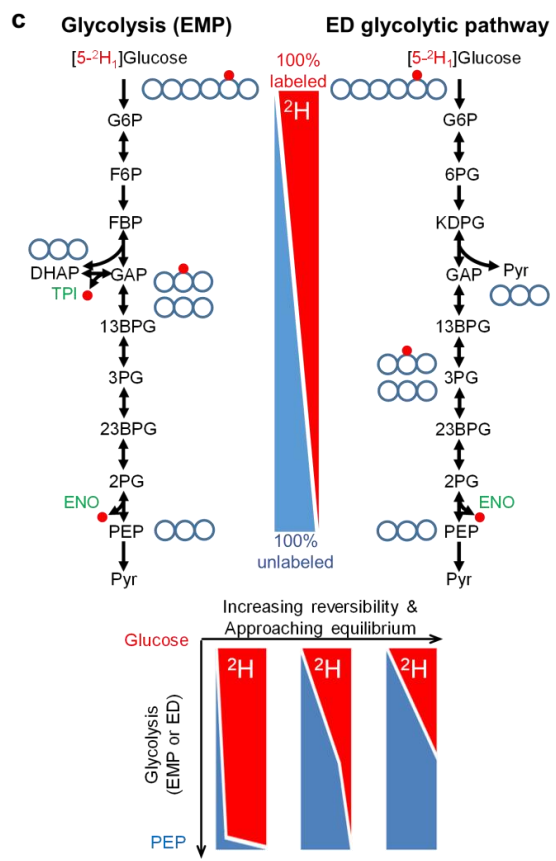 c
Glycolysis (EMP)
ED glycolytic pathway
[5-²H₁]Glucose
100%
labeled
[5-²H₁]Glucose
²H
G6P
F6P
FBP
DHAP
GAP
TPI
13BPG
3PG
23BPG
2PG
ENO
PEP
Pyr
G6P
6PG
KDPG
GAP
Pyr
13BPG
3PG
23BPG
2PG
ENO
PEP
Pyr
100%
unlabeled
Increasing reversibility &
Approaching equilibrium
Glucose
²H
²H
²H
Glycolysis
(EMP or ED)
PEP